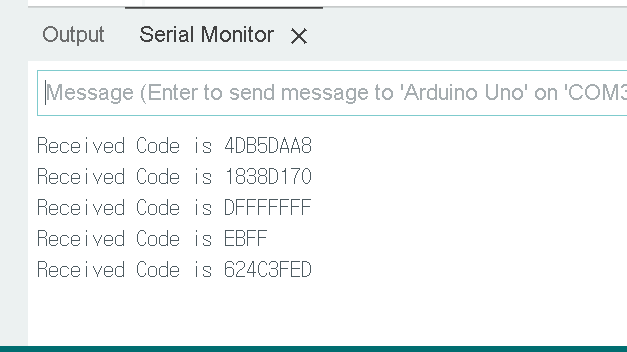 Output Serial Monitor
Message (Enter to send message to 'Arduino Uno' on 'COM3
Received Code is 4DB5DAA8
Received Code is 1838D170
Received Code is DFFFFFFF
Received Code is EBFF
Received Code is 624C3FED